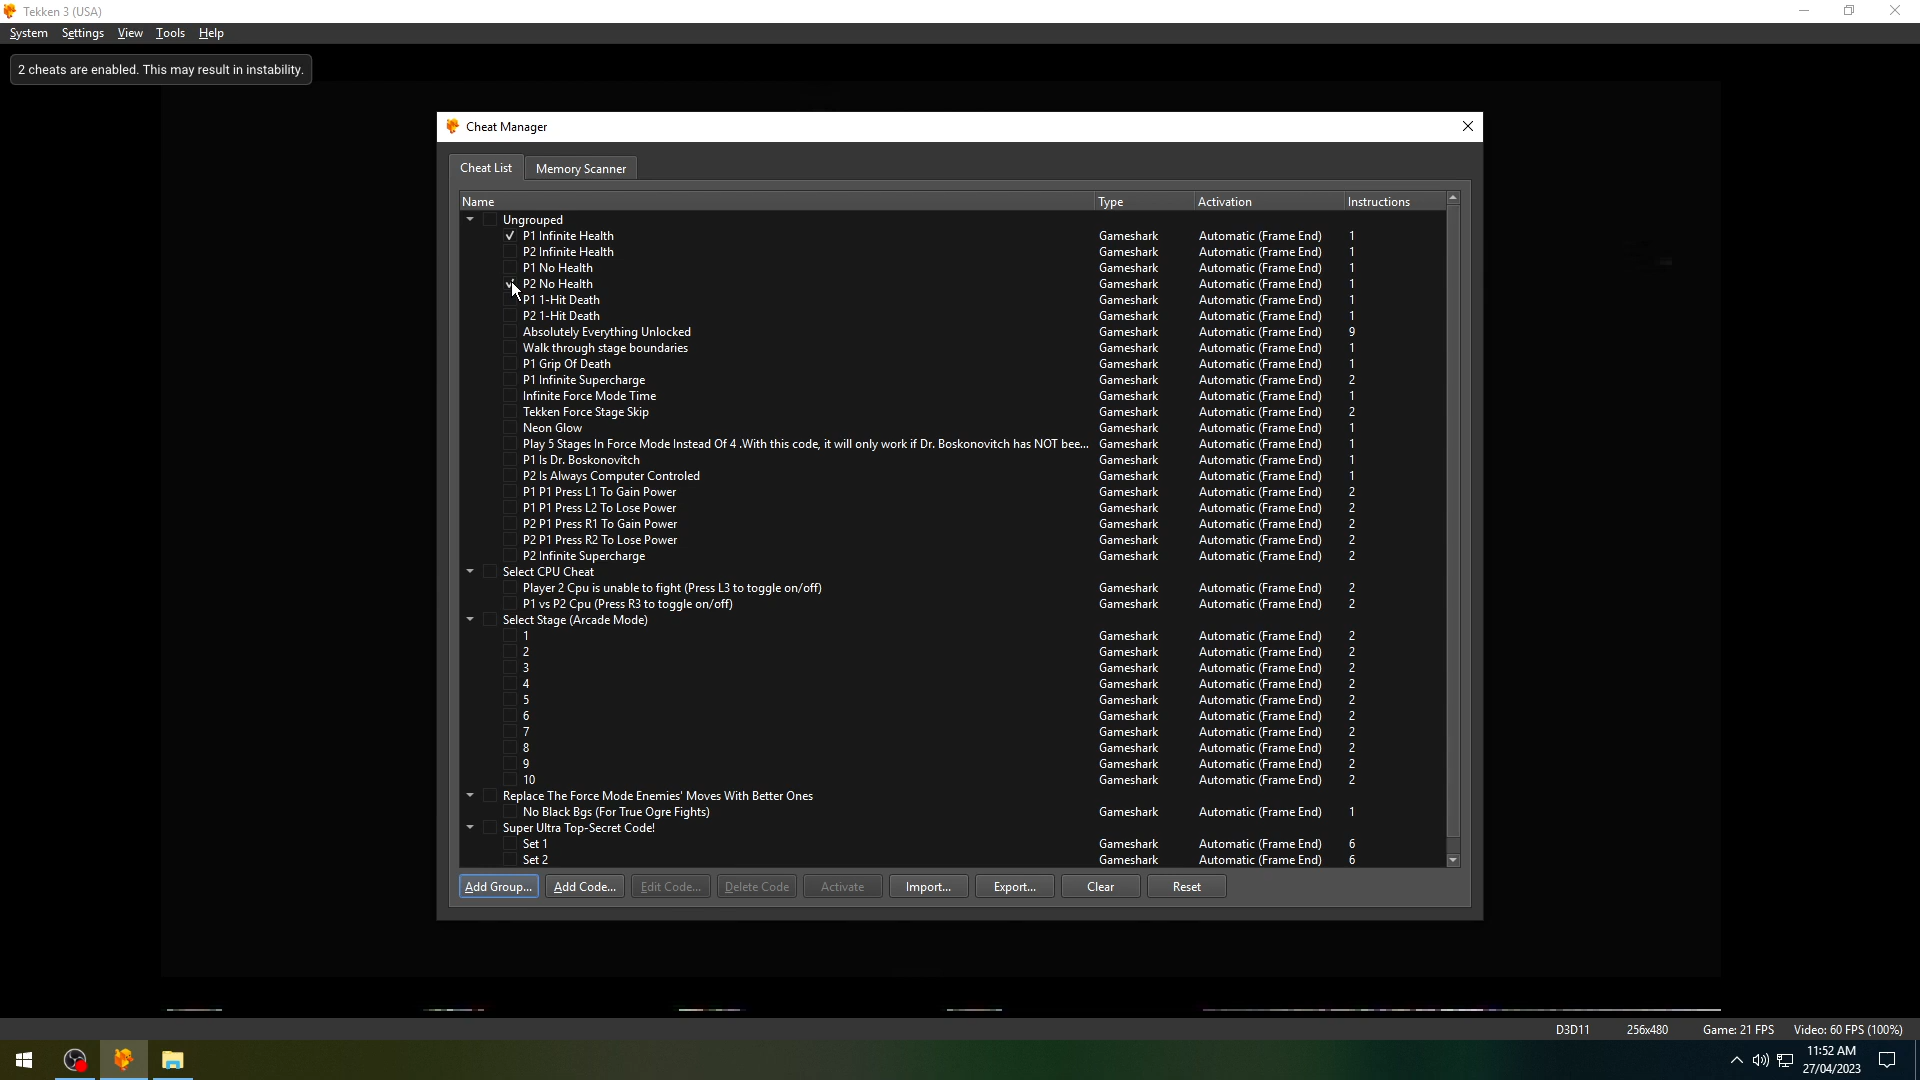 Tekken 3 (USA)
System Settings View Tools Help
2 cheats are enabled. This may result in instability.
Cheat Manager
Cheat List Memory Scanner
Name Type Activation Instructions
Ungrouped
P1 Infinite Health Gameshark Automatic (Frame End) 1
P2 Infinite Health Gameshark Automatic (Frame End) 1
P1 No Health Gameshark Automatic (Frame End) 1
P2 No Health Gameshark Automatic (Frame End) 1
P1 1-Hit Death Gameshark Automatic (Frame End) 1
P2 1-Hit Death Gameshark Automatic (Frame End) 1
Absolutely Everything Unlocked Gameshark Automatic (Frame End) 9
Walk through stage boundaries Gameshark Automatic (Frame End) 1
P1 Grip Of Death Gameshark Automatic (Frame End) 1
P1 Infinite Supercharge Gameshark Automatic (Frame End) 2
Infinite Force Mode Time Gameshark Automatic (Frame End) 1
Tekken Force Stage Skip Gameshark Automatic (Frame End) 2
Neon Glow Gameshark Automatic (Frame End) 1
Play 5 Stages In Force Mode Instead Of 4 .With this code, it will only work if Dr. Boskonovitch has NOT bee... Gameshark Automatic (Frame End) 1
P1 Is Dr. Boskonovitch Gameshark Automatic (Frame End) 1
P2 Is Always Computer Controled Gameshark Automatic (Frame End) 1
P1 P1 Press L1 To Gain Power Gameshark Automatic (Frame End) 2
P1 P1 Press L2 To Lose Power Gameshark Automatic (Frame End) 2
P2 P1 Press R1 To Gain Power Gameshark Automatic (Frame End) 2
P2 P1 Press R2 To Lose Power Gameshark Automatic (Frame End) 2
P2 Infinite Supercharge Gameshark Automatic (Frame End) 2
Select CPU Cheat
Player 2 Cpu is unable to fight (Press L3 to toggle on/off) Gameshark Automatic (Frame End) 2
P1 vs P2 Cpu (Press R3 to toggle on/off) Gameshark Automatic (Frame End) 2
Select Stage (Arcade Mode)
1 Gameshark Automatic (Frame End) 2
2 Gameshark Automatic (Frame End) 2
3 Gameshark Automatic (Frame End) 2
4 Gameshark Automatic (Frame End) 2
5 Gameshark Automatic (Frame End) 2
6 Gameshark Automatic (Frame End) 2
7 Gameshark Automatic (Frame End) 2
8 Gameshark Automatic (Frame End) 2
9 Gameshark Automatic (Frame End) 2
10 Gameshark Automatic (Frame End) 2
Replace The Force Mode Enemies' Moves With Better Ones
No Black Bgs (For True Ogre Fights) Gameshark Automatic (Frame End) 1
Super Ultra Top-Secret Code!
Set 1 Gameshark Automatic (Frame End) 6
Set 2 Gameshark Automatic (Frame End) 6
Add Group... Add Code... Edit Code... Delete Code Activate Import... Export... Clear Reset
D3D11 256x480 Game: 21 FPS Video: 60 FPS (100%)
11:52 AM
27/04/2023